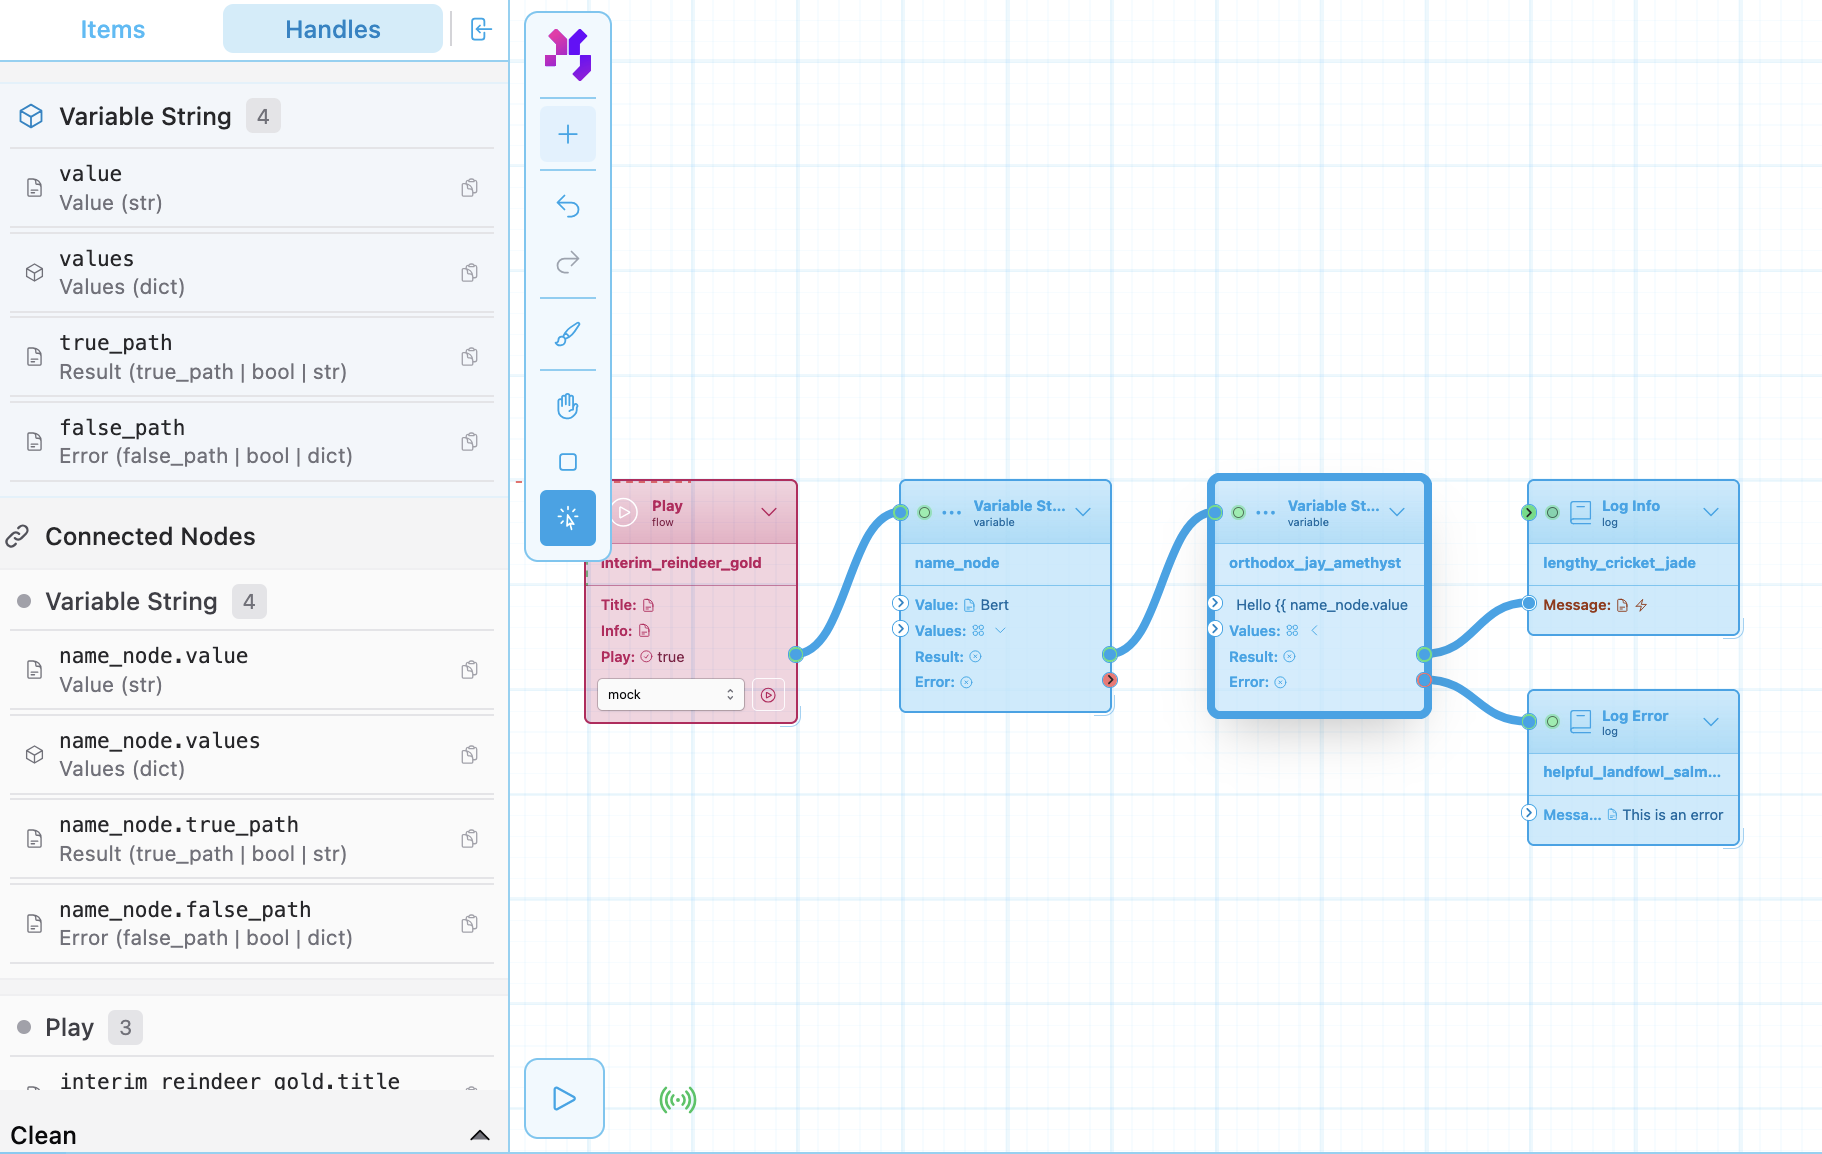 Items
Handles
Variable String 4
value
Value (str)
values
Values (dict)
true_path
Result (true_path | bool | str)
false_path
Error (false_path | bool | dict)
Connected Nodes
Variable String 4
name_node.value
Value (str)
name_node.values
Values (dict)
name_node.true_path
Result (true_path | bool | str)
name_node.false_path
Error (false_path | bool | dict)
Play 3
interim_reindeer_gold.title
Clean
Play
flow
interim_reindeer_gold
Title:
Info:
Play: true
mock
Variable St...
variable
name_node
Value: Bert
Values:
Result:
Error:
Variable St...
variable
orthodox_jay_amethyst
Hello {{ name_node.value
Values:
Result:
Error:
Log Info
log
lengthy_cricket_jade
Message:
Log Error
log
helpful_landfowl_salm...
Messa... This is an error